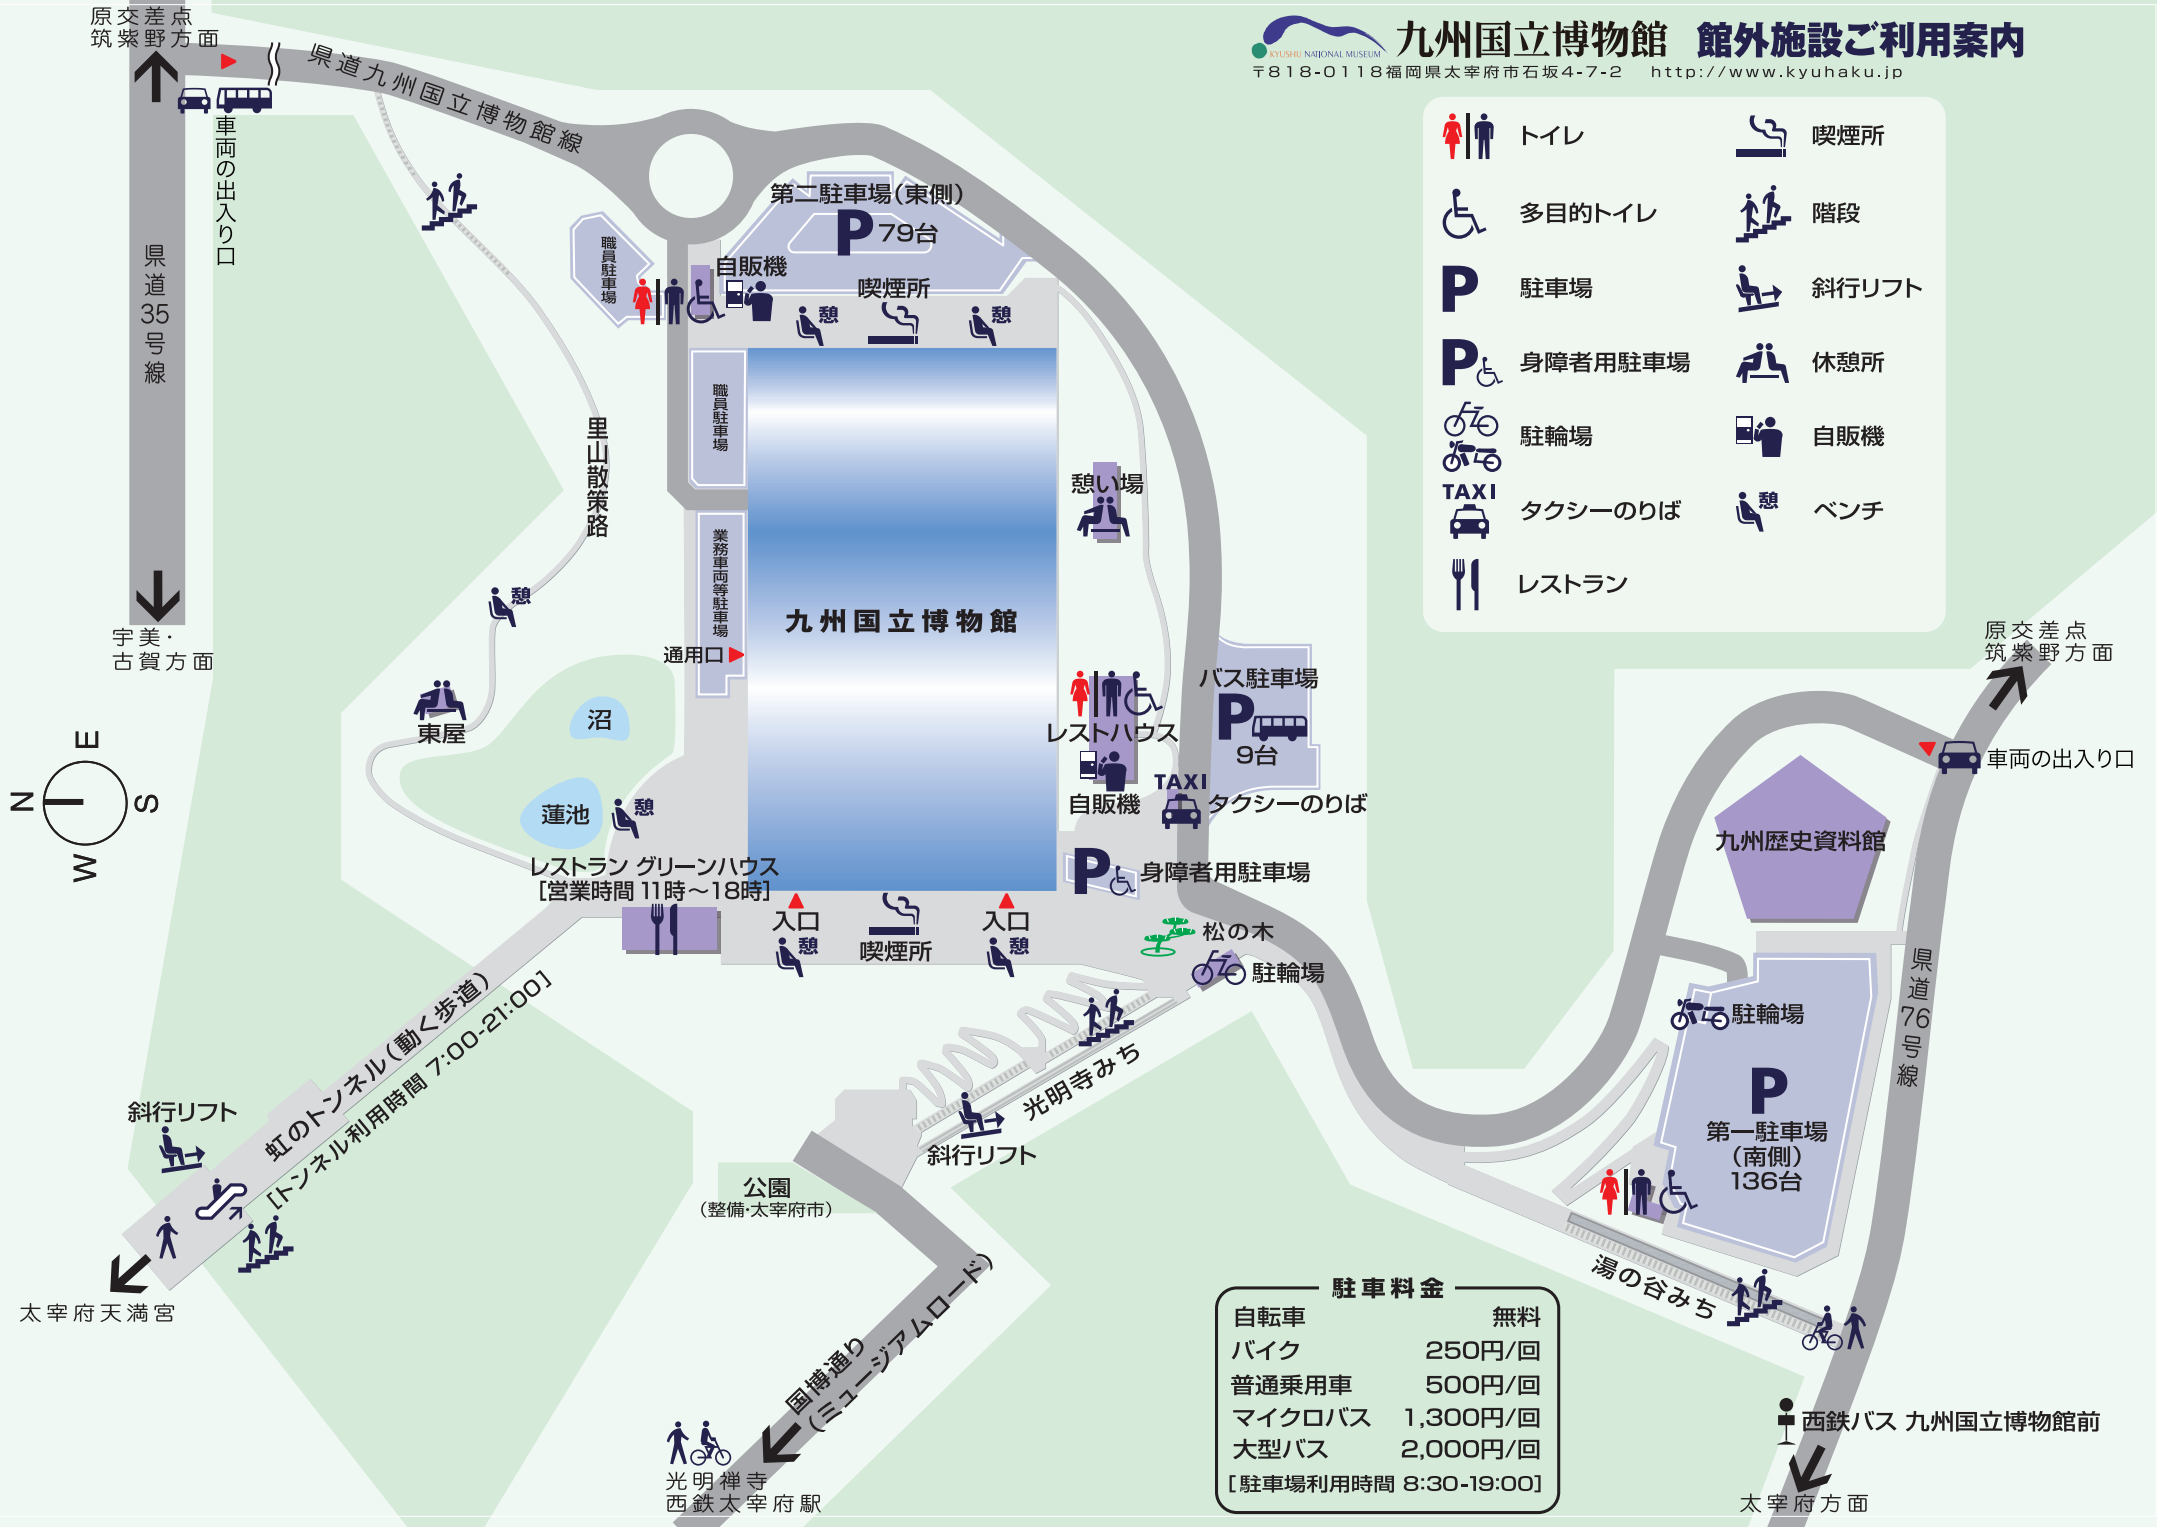 原交差点
筑紫野方面
車両の出入り口
県道35号線
宇美・
古賀方面
県道九州国立博物館線
KYUSHU NATIONAL MUSEUM
九州国立博物館 館外施設ご利用案内
〒818-0118福岡県太宰府市石坂4-7-2 http://www.kyuhaku.jp
トイレ
多目的トイレ
P 駐車場
P 身障者用駐車場
駐輪場
TAXI
タクシーのりば
レストラン
喫煙所
階段
斜行リフト
休憩所
自販機
憩 ベンチ
第二駐車場(東側)
P 79台
職員駐車場
自販機
喫煙所
憩
憩
職員駐車場
里山散策路
業務車両等駐車場
通用口
九州国立博物館
憩い場
憩
東屋
沼
蓮池
憩
E
N
S
W
レストハウス
自販機
バス駐車場
P
9台
TAXI
タクシーのりば
P 身障者用駐車場
レストラン グリーンハウス
[営業時間 11時～18時]
入口
憩
喫煙所
入口
憩
松の木
駐輪場
虹のトンネル(動く歩道)
[トンネル利用時間 7:00-21:00]
斜行リフト
太宰府天満宮
光明寺みち
斜行リフト
公園
(整備・太宰府市)
国博通り
(ミュージアムロード)
光明禅寺
西鉄太宰府駅
原交差点
筑紫野方面
車両の出入り口
九州歴史資料館
県道76号線
駐輪場
P
第一駐車場
(南側)
136台
湯の谷みち
西鉄バス 九州国立博物館前
太宰府方面
駐車料金
自転車 無料
バイク 250円/回
普通乗用車 500円/回
マイクロバス 1,300円/回
大型バス 2,000円/回
[駐車場利用時間 8:30-19:00]